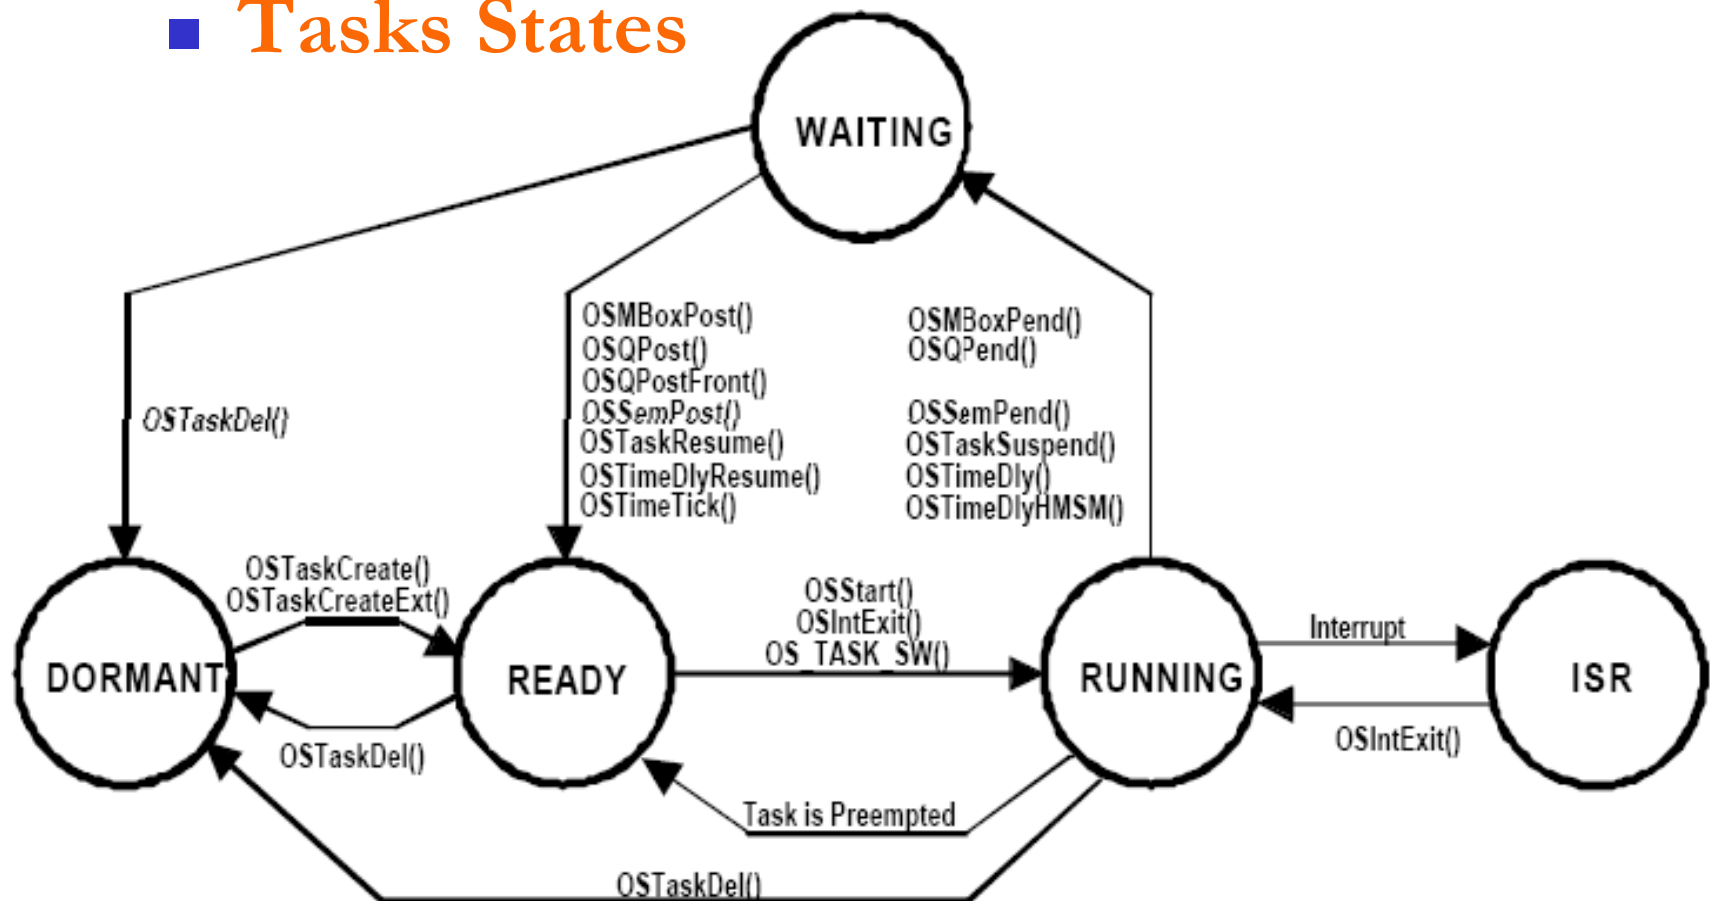 Tasks States
WAITING
OSMBoxPost()
OSQPost()
OSQPostFront()
OSSemPost()
OSTaskResume()
OSTimeDlyResume()
OSTimeTick()
OSMBoxPend()
OSQPend()
OSSemPend()
OSTaskSuspend()
OSTimeDly()
OSTimeDlyHMSM()
OSTaskDel()
OSTaskCreate()
OSTaskCreateExt()
OSStart()
OSIntExit()
OS_TASK_SW()
Interrupt
DORMANT
READY
RUNNING
ISR
OSTaskDel()
OSIntExit()
Task is Preempted
OSTaskDel()